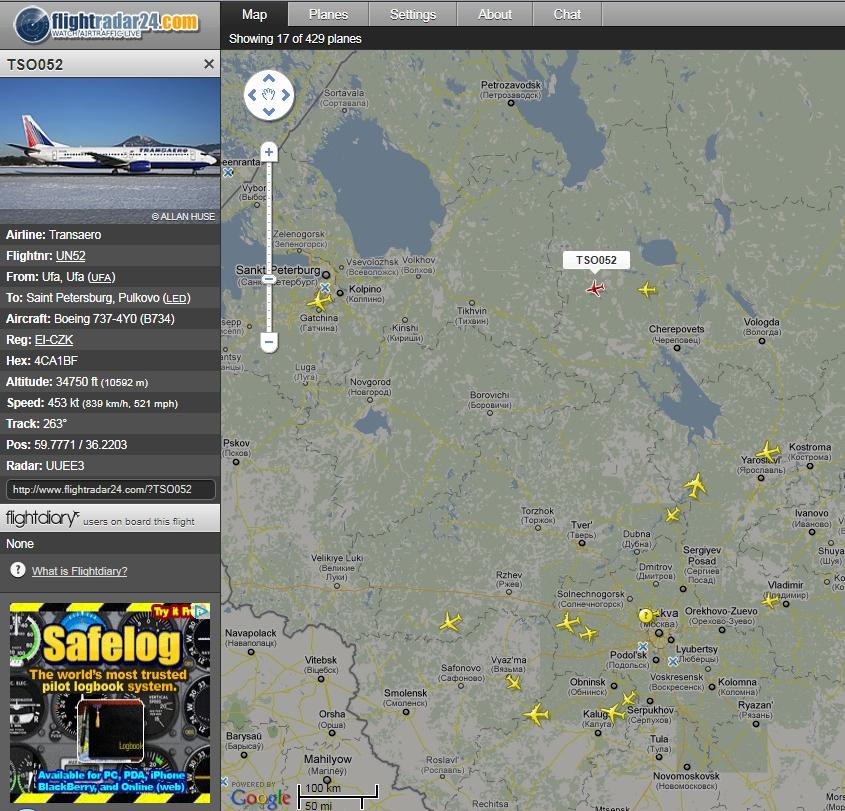 flightradar24.com
WATCH AIRTRAFFIC LIVE
Map
Planes
Settings
About
Chat
Showing 17 of 429 planes
TSO052
TRANSAERO
© ALLAN HUSE
Airline: Transaero
Flightnr: UN52
From: Ufa, Ufa (UFA)
To: Saint Petersburg, Pulkovo (LED)
Aircraft: Boeing 737-4Y0 (B734)
Reg: EI-CZK
Hex: 4CA1BF
Altitude: 34750 ft (10592 m)
Speed: 453 kt (839 km/h, 521 mph)
Track: 263°
Pos: 59.7771 / 36.2203
Radar: UUEE3
http://www.flightradar24.com/?TSO052
flightdiary users on board this flight
None
? What is Flightdiary?
Try it Fr
Safelog
The world's most trusted
pilot logbook system.
Logbook
Available for PC, PDA, iPhone
BlackBerry, and Online (web)
Petrozavodsk
(Петрозаводск)
Sortavala
(Сортавала)
eenranta
Vybor
(Выбор
Zelenogorsk
(Зеленогорск)
Sankt Peterburg
Vsevolozhsk
(Всеволожск)
Volkhov
(Волхов)
Kolpino
(Колпино)
Gatchina
(Гатчина)
TSO052
Tikhvin
(Тихвин)
Kirishi
(Кириши)
Cherepovets
(Череповец)
Vologda
(Вологда)
Luga
(Луга)
Novgorod
(Новгород)
Borovichi
(Боровичи)
Pskov
(Псков)
Yaroslavl
(Ярославль)
Kostroma
(Кострома)
Torzhok
(Торжок)
Tver'
(Тверь)
Ivanovo
(Иваново)
Dubna
(Дубна)
Shuya
(Шуя
Velikiye Luki
(Великие
Луки)
Rzhev
(Ржев)
Dmitrov
(Дмитров)
Sergiyev
Posad
(Сергиев
Посад)
Vladimir
Solnechnogorsk
(Солнечногорск)
(Москва)
Orekhovo-Zuevo
(Орехово-Зуево)
Navapolack
(Наваполацк)
Podol'sk
(Подольск)
Lyubertsy
(Люберцы)
Vitebsk
(Віцебск)
Safonovo
(Сафоново)
Vyaz'ma
(Вязьма)
Obninsk
(Обнинск)
Voskresensk
(Воскресенск)
Kolomna
(Коломна)
Smolensk
(Смоленск)
Orsha
(Орша)
Serpukhov
(Серпухов)
(Калуга)
Ryazan'
(Рязань)
Barysaŭ
(Барысаў)
Mahilyow
(Магілёў)
Roslavl'
(Рославль)
Tula
(Тула)
Novomoskovsk
(Новомосковск)
POWERED BY
Google
100 km
50 mi
Rechitsa
Mtsensk